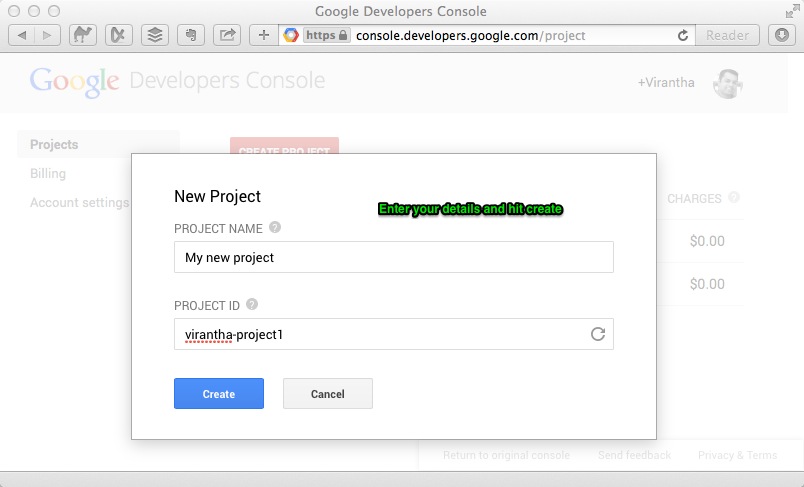 Google Developers Console
https console.developers.google.com/project
Reader
Google Developers Console
+Virantha
Projects
CREATE PROJECT
Billing
Account settings
CHARGES
$0.00
$0.00
New Project
Enter your details and hit create
PROJECT NAME
My new project
PROJECT ID
virantha-project1
Create
Cancel
Return to original console
Send feedback
Privacy & Terms